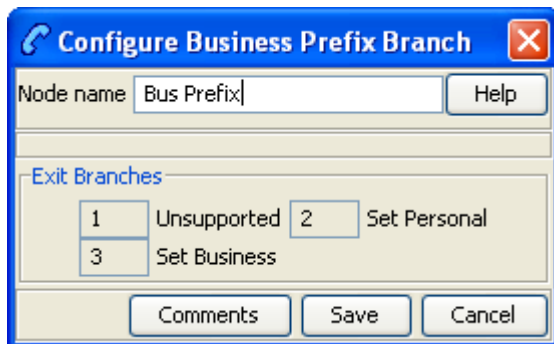 Configure Business Prefix Branch
Node name Bus Prefix Help
Exit Branches
1 Unsupported 2 Set Personal
3 Set Business
Comments Save Cancel